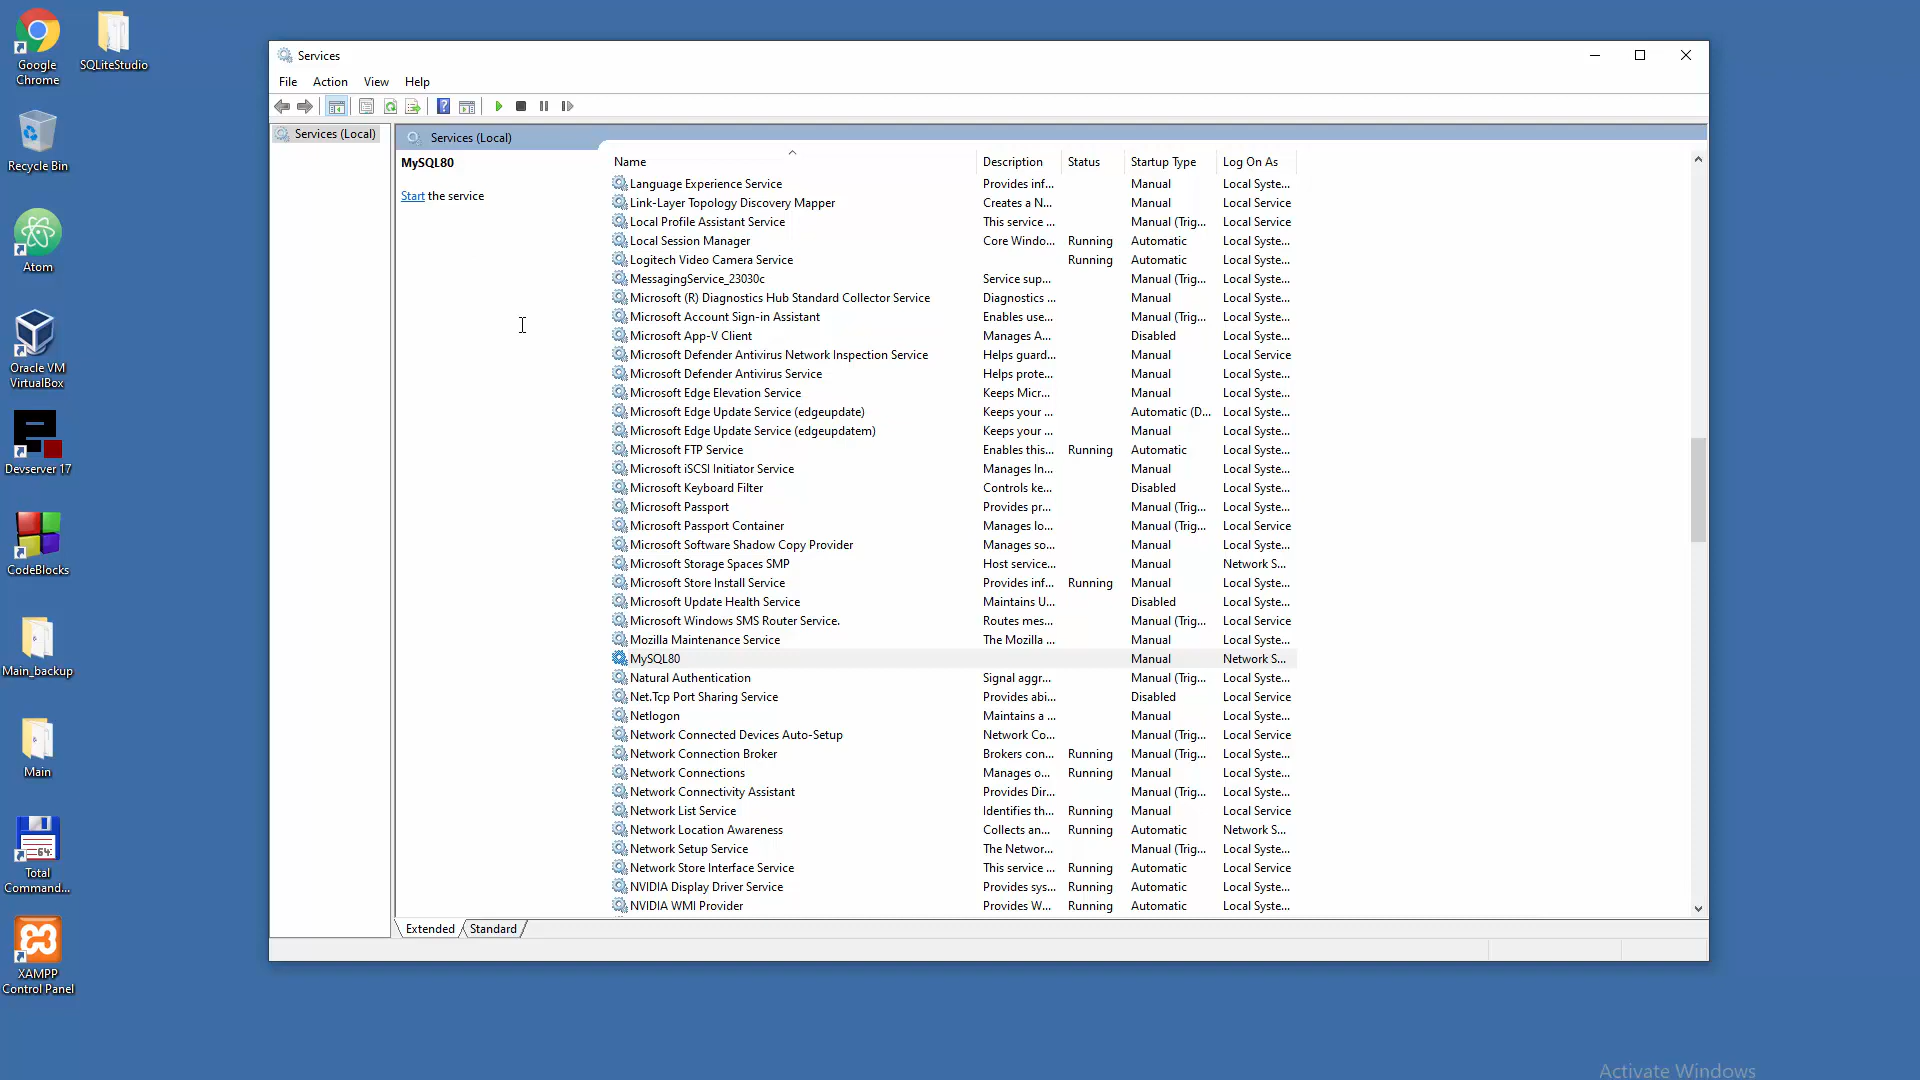 Google
Chrome
SQLiteStudio
Recycle Bin
Atom
Oracle VM
VirtualBox
Devserver 17
CodeBlocks
Main_backup
Main
64
Total
Command...
XAMPP
Control Panel
Services
File Action View Help
Services (Local)
Services (Local)
MySQL80
Start the service
Name Description Status Startup Type Log On As
Language Experience Service Provides inf... Manual Local Syste...
Link-Layer Topology Discovery Mapper Creates a N... Manual Local Service
Local Profile Assistant Service This service ... Manual (Trig... Local Syste...
Local Session Manager Core Windo... Running Automatic Local Syste...
Logitech Video Camera Service Running Automatic Local Syste...
MessagingService_23030c Service sup... Manual (Trig... Local Syste...
Microsoft (R) Diagnostics Hub Standard Collector Service Diagnostics ... Manual Local Syste...
Microsoft Account Sign-in Assistant Enables use... Manual (Trig... Local Syste...
Microsoft App-V Client Manages A... Disabled Local Syste...
Microsoft Defender Antivirus Network Inspection Service Helps guard... Manual Local Service
Microsoft Defender Antivirus Service Helps prote... Manual Local Syste...
Microsoft Edge Elevation Service Keeps Micr... Manual Local Syste...
Microsoft Edge Update Service (edgeupdate) Keeps your ... Automatic (D... Local Syste...
Microsoft Edge Update Service (edgeupdatem) Keeps your ... Manual Local Syste...
Microsoft FTP Service Enables this... Running Automatic Local Syste...
Microsoft iSCSI Initiator Service Manages In... Manual Local Syste...
Microsoft Keyboard Filter Controls ke... Disabled Local Syste...
Microsoft Passport Provides pr... Manual (Trig... Local Syste...
Microsoft Passport Container Manages lo... Manual (Trig... Local Service
Microsoft Software Shadow Copy Provider Manages so... Manual Local Syste...
Microsoft Storage Spaces SMP Host service... Manual Network S...
Microsoft Store Install Service Provides inf... Running Manual Local Syste...
Microsoft Update Health Service Maintains U... Disabled Local Syste...
Microsoft Windows SMS Router Service. Routes mes... Manual (Trig... Local Service
Mozilla Maintenance Service The Mozilla ... Manual Local Syste...
MySQL80 Manual Network S...
Natural Authentication Signal aggr... Manual (Trig... Local Syste...
Net.Tcp Port Sharing Service Provides abi... Disabled Local Service
Netlogon Maintains a ... Manual Local Syste...
Network Connected Devices Auto-Setup Network Co... Manual (Trig... Local Service
Network Connection Broker Brokers con... Running Manual (Trig... Local Syste...
Network Connections Manages o... Running Manual Local Syste...
Network Connectivity Assistant Provides Dir... Manual (Trig... Local Syste...
Network List Service Identifies th... Running Manual Local Service
Network Location Awareness Collects an... Running Automatic Network S...
Network Setup Service The Networ... Manual (Trig... Local Syste...
Network Store Interface Service This service ... Running Automatic Local Service
NVIDIA Display Driver Service Provides sys... Running Automatic Local Syste...
NVIDIA WMI Provider Provides W... Running Automatic Local Syste...
Extended Standard
Activate Windows